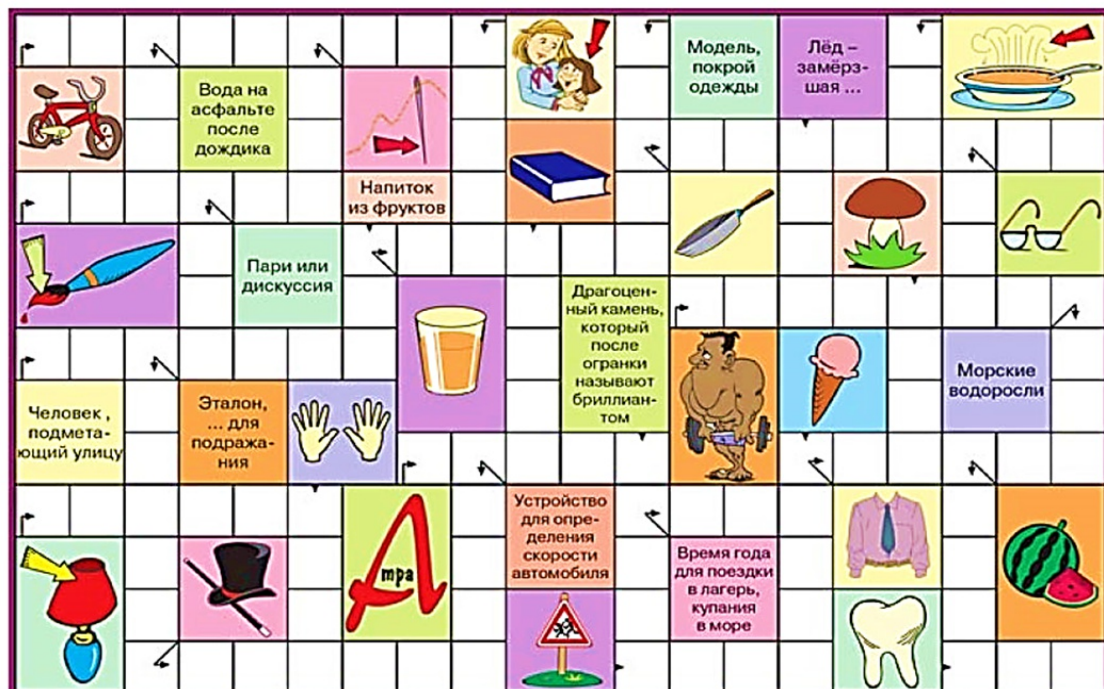 Модель,
покрой
одежды
Лёд –
замёрз-
шая ...
Вода на
асфальте
после
дождика
Напиток
из фруктов
Пари или
дискуссия
Драгоцен-
ный камень,
который
после
огранки
называют
бриллиан-
том
Морские
водоросли
Человек ,
подмета-
ющий улицу
Эталон,
... для
подража-
ния
Устройство
для опре-
деления
скорости
автомобиля
Время года
для поездки
в лагерь,
купания
в море
А
тра